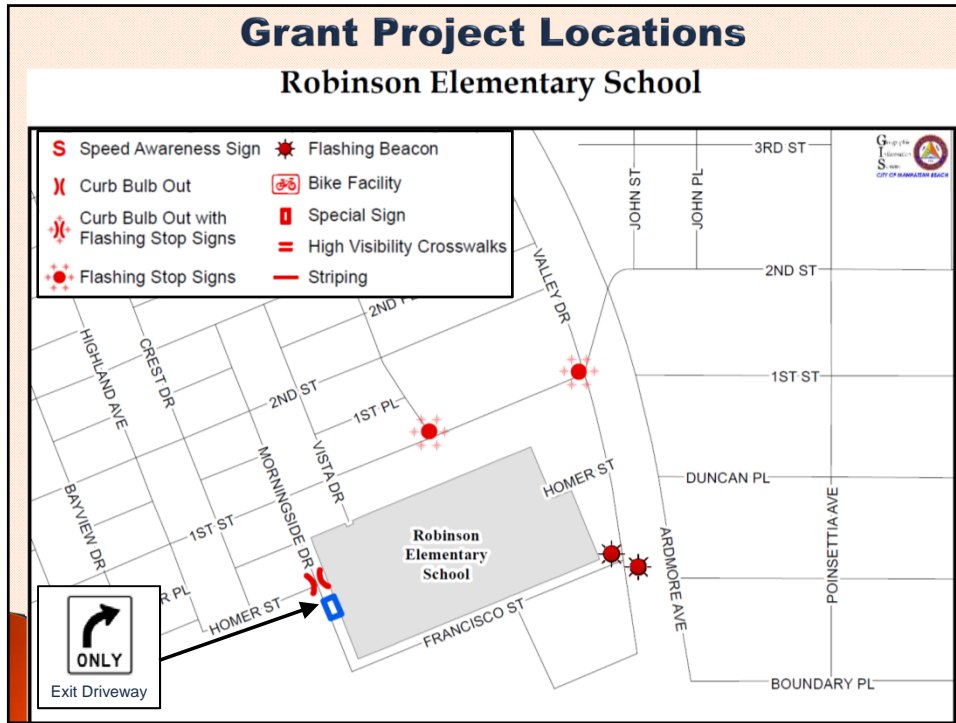 Grant Project Locations
Robinson Elementary School
S Speed Awareness Sign
Flashing Beacon
Curb Bulb Out
Bike Facility
Curb Bulb Out with
Flashing Stop Signs
Special Sign
High Visibility Crosswalks
Flashing Stop Signs
Striping
Geographic
Information
CITY OF MANHATTAN BEACH
3RD ST
JOHN ST
JOHN PL
2ND ST
VALLEY DR
2ND
HIGHLAND AVE
CREST DR
2ND ST
1ST PL
1ST ST
BAYVIEW DR
MORNINGSIDE DR
VISTA DR
HOMER ST
DUNCAN PL
1ST ST
Robinson
Elementary
School
ARDMORE AVE
POINSETTIA AVE
PL
HOMER ST
FRANCISCO ST
BOUNDARY PL
ONLY
Exit Driveway